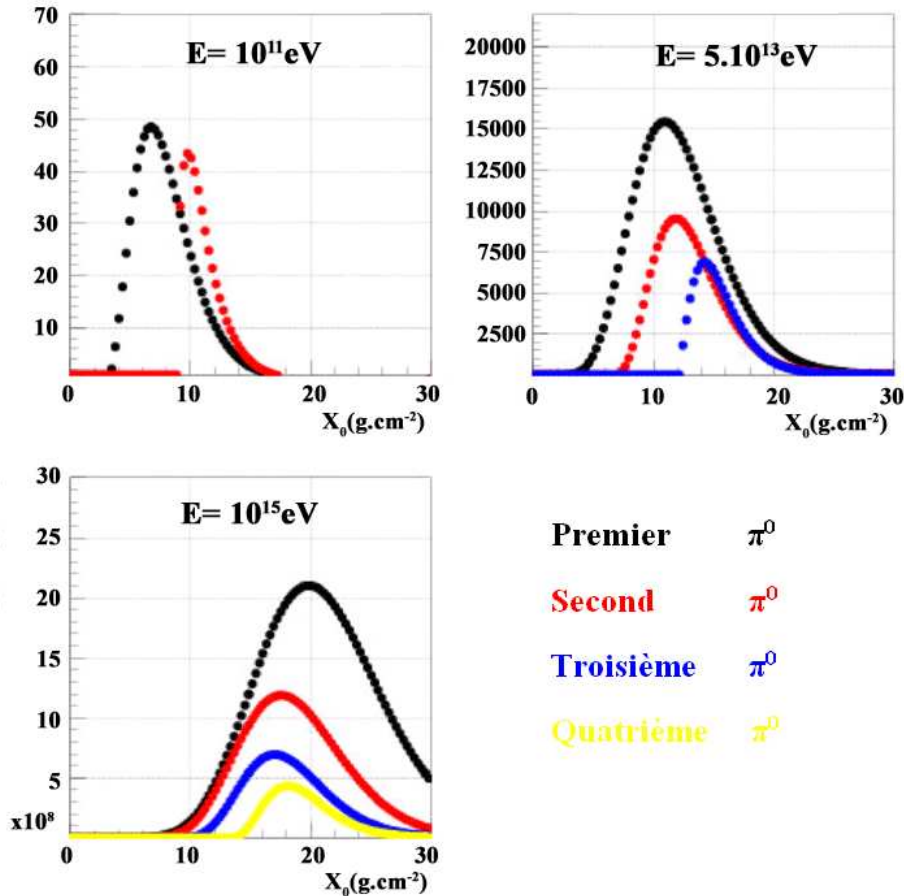 E= 10¹¹eV
70
60
50
40
30
20
10
0 10 20 30
X₀(g.cm⁻²)
E= 5.10¹³eV
20000
17500
15000
12500
10000
7500
5000
2500
0 10 20 30
X₀(g.cm⁻²)
E= 10¹⁵eV
30
25
20
15
10
5
x10⁸
0 10 20 30
X₀(g.cm⁻²)
Premier π⁰
Second π⁰
Troisième π⁰
Quatrième π⁰